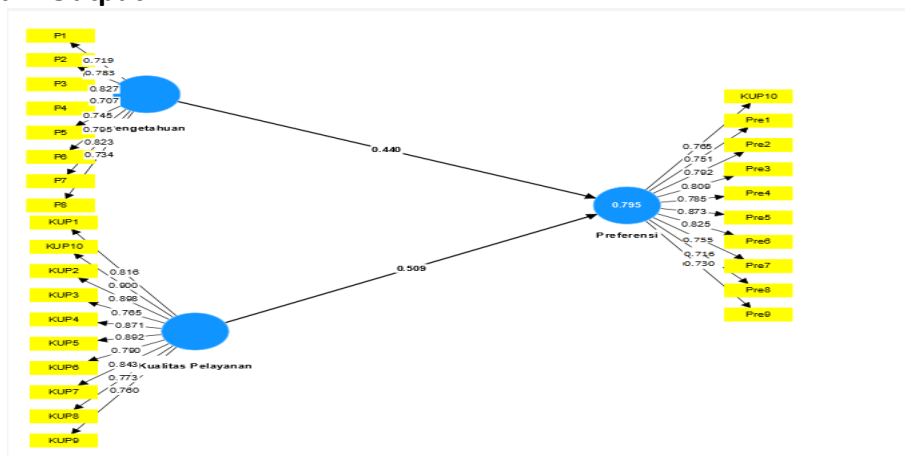 P1
P2
P3
P4
P5
P6
P7
P8
0.719
0.785
0.827
0.707
0.745
0.795
0.823
0.734
engetahuan
KUP1
KUP10
KUP2
KUP3
KUP4
KUP5
KUP6
KUP7
KUP8
KUP9
0.816
0.900
0.898
0.765
0.871
0.892
0.790
0.843
0.773
0.760
Kualitas Pelayanan
0.440
0.509
0.795
Preferensi
0.765
0.751
0.792
0.809
0.785
0.873
0.825
0.755
0.716
0.730
KUP10
Pre1
Pre2
Pre3
Pre4
Pre5
Pre6
Pre7
Pre8
Pre9